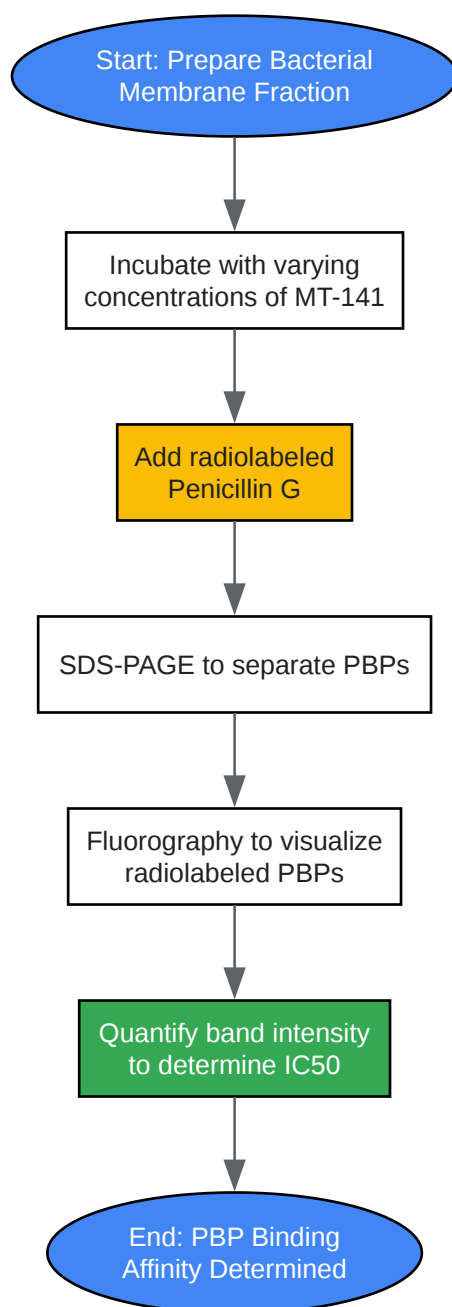 Start: Prepare Bacterial
Membrane Fraction
Incubate with varying
concentrations of MT-141
Add radiolabeled
Penicillin G
SDS-PAGE to separate PBPs
Fluorography to visualize
radiolabeled PBPs
Quantify band intensity
to determine IC50
End: PBP Binding
Affinity Determined